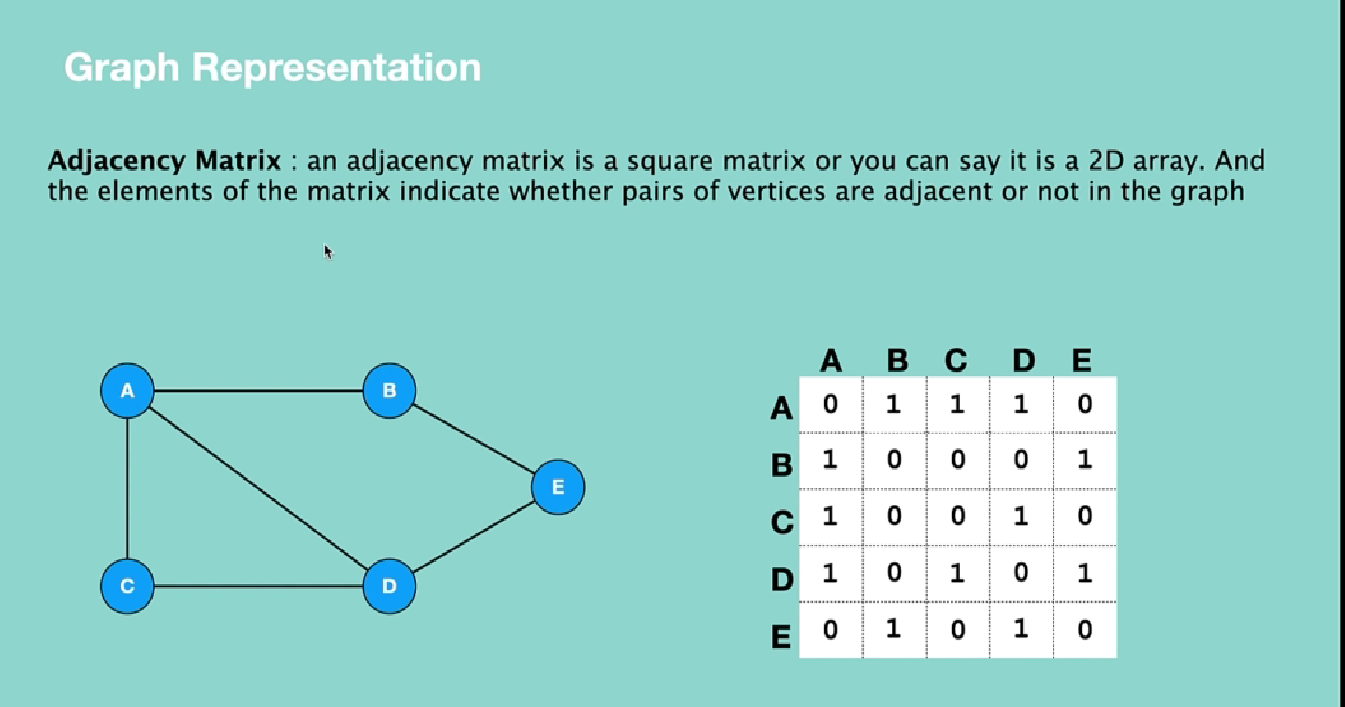 Graph Representation
Adjacency Matrix : an adjacency matrix is a square matrix or you can say it is a 2D array. And
the elements of the matrix indicate whether pairs of vertices are adjacent or not in the graph
A B
E
C D
A B C D E
A 0 1 1 1 0
B 1 0 0 0 1
C 1 0 0 1 0
D 1 0 1 0 1
E 0 1 0 1 0